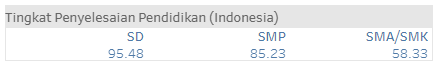 Tingkat Penyelesaian Pendidikan (Indonesia)
SD SMP SMA/SMK
95.48 85.23 58.33